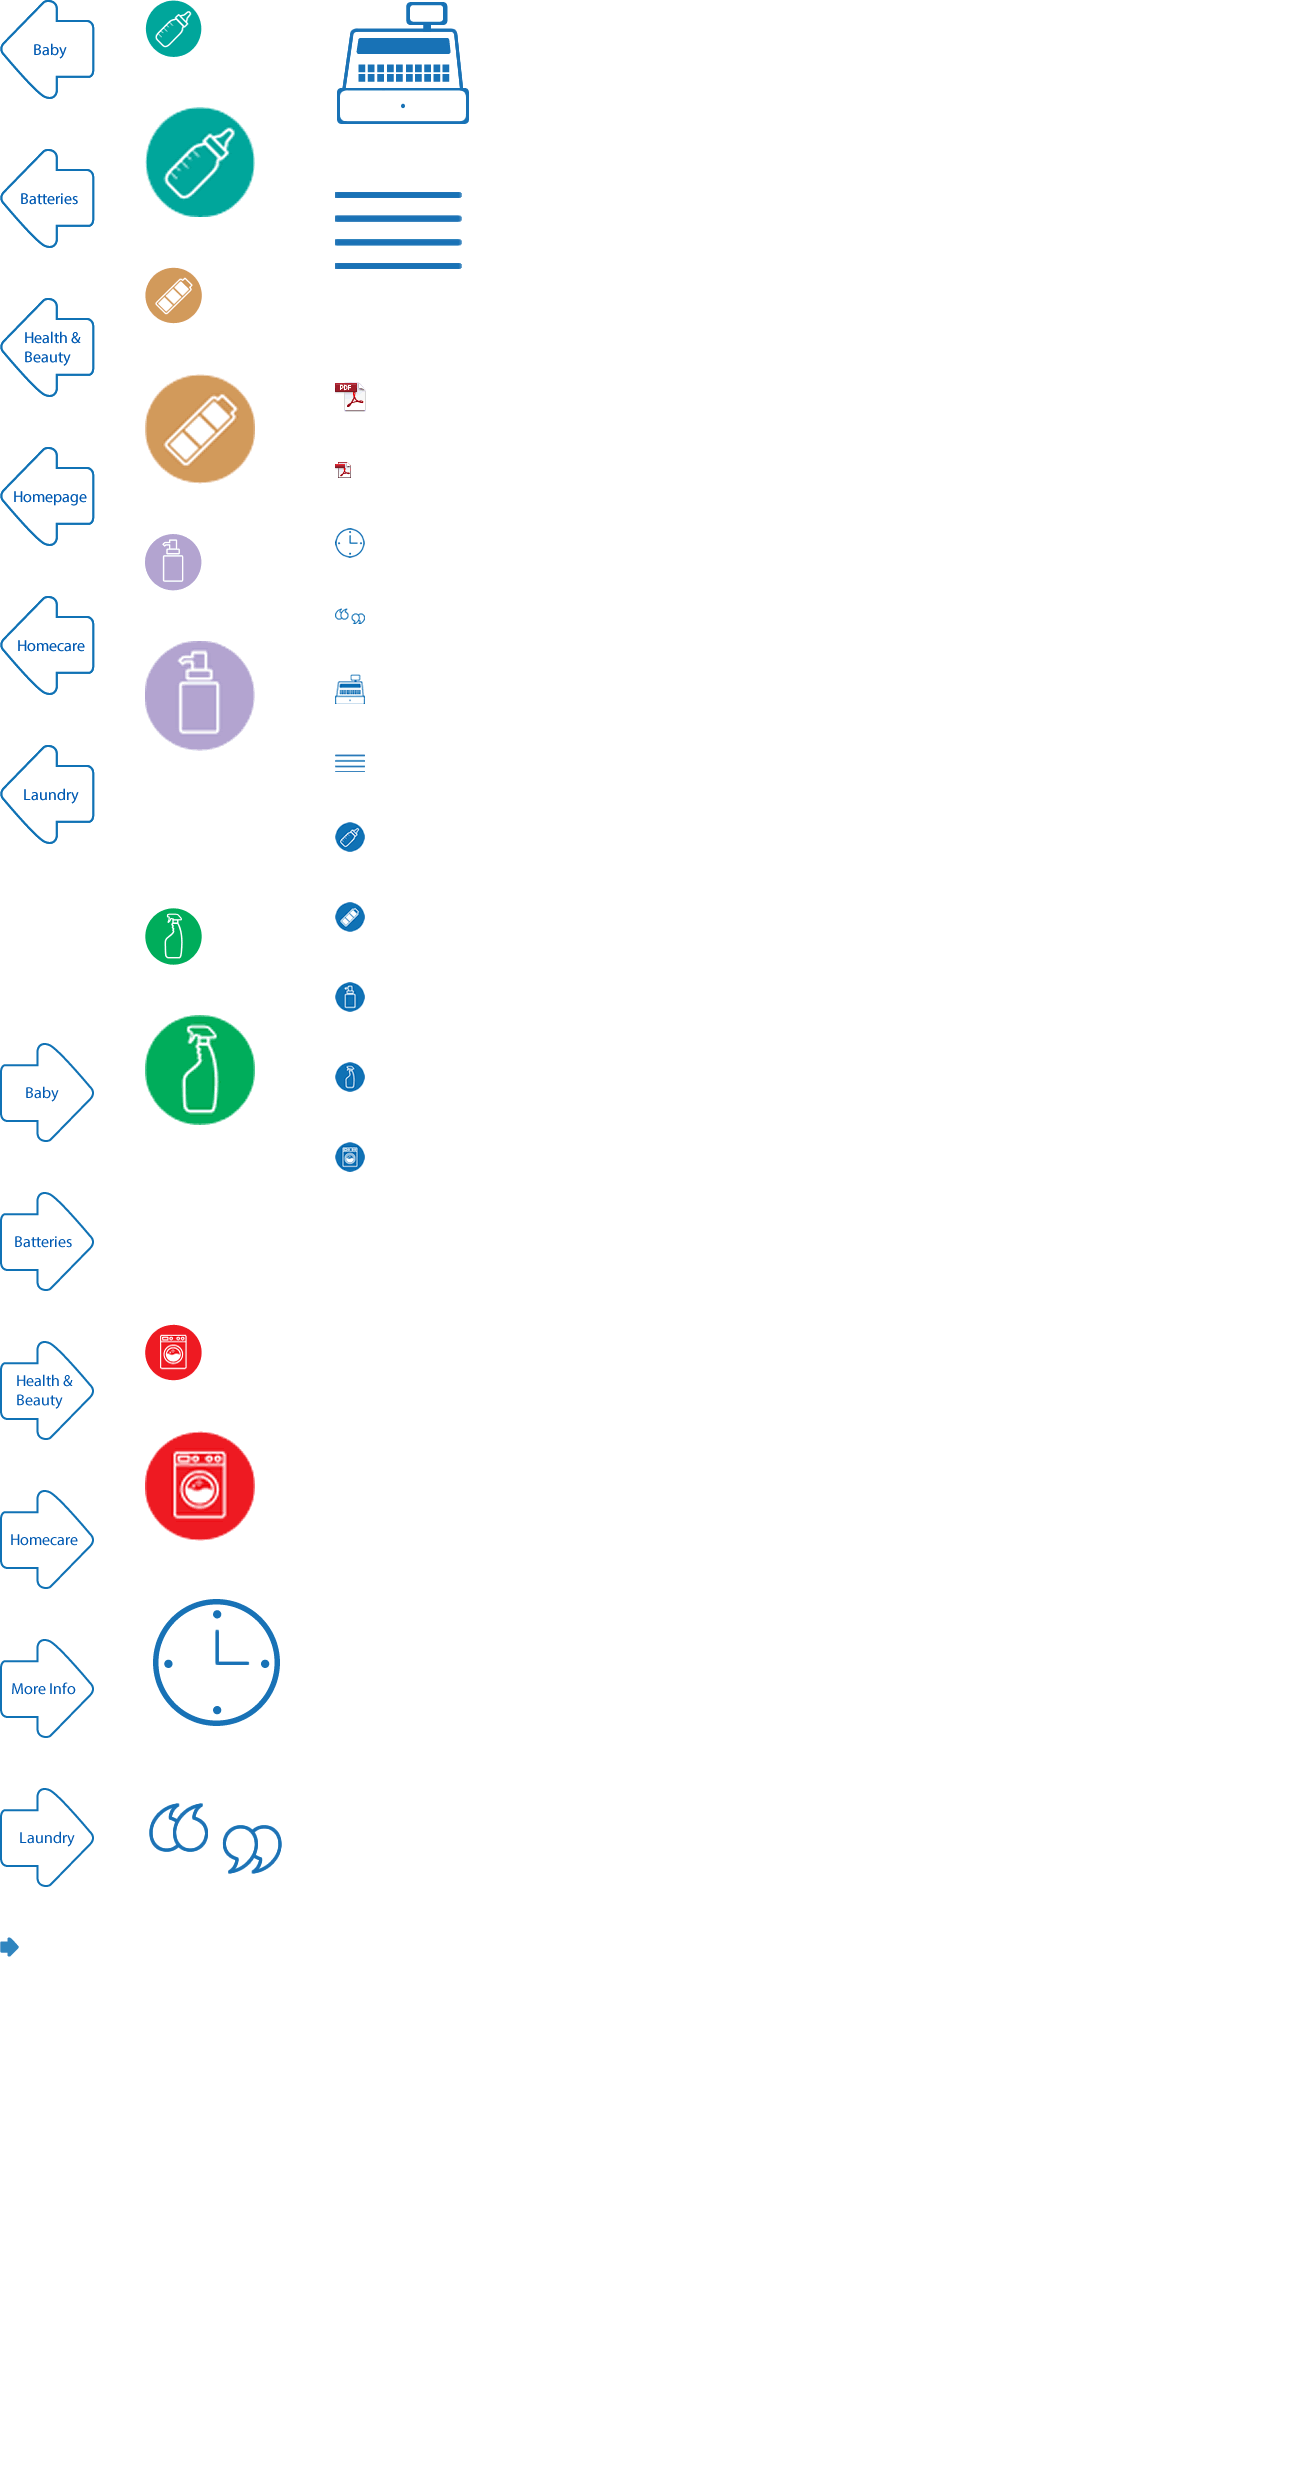 Baby
Batteries
Health &
Beauty
Homepage
Homecare
Laundry
Baby
Batteries
Health &
Beauty
Homecare
More Info
Laundry
PDF